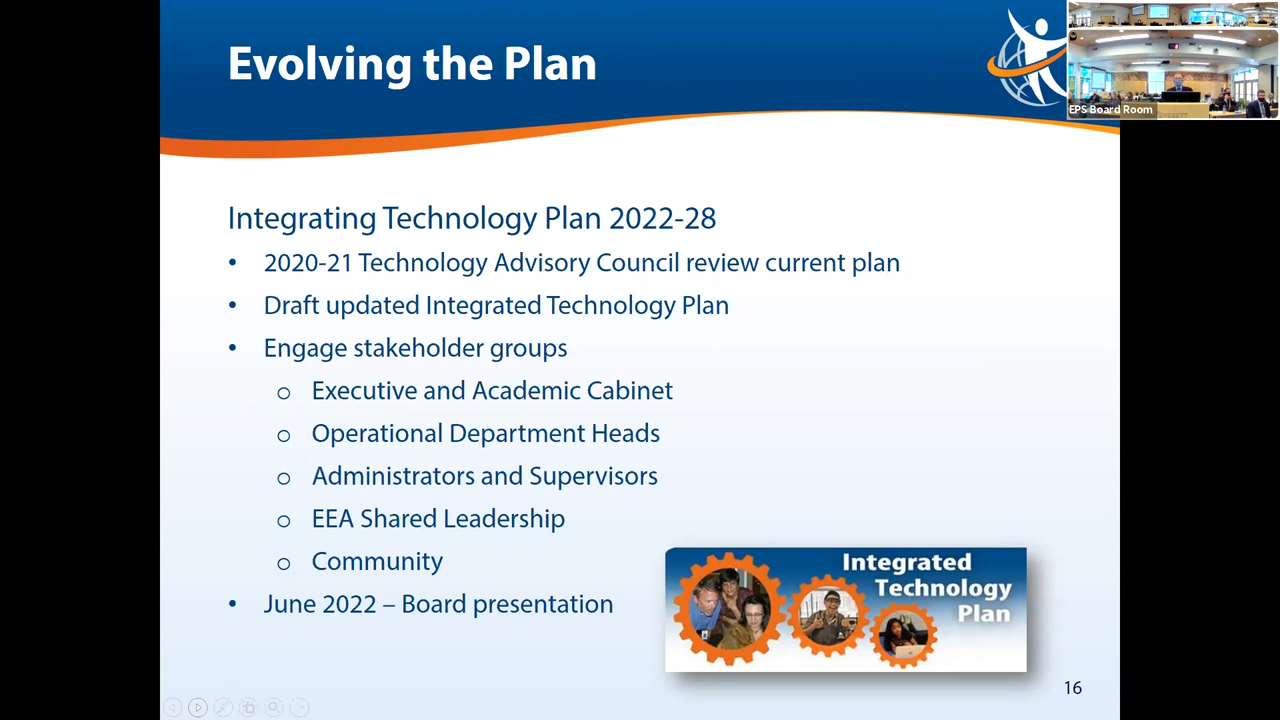 Evolving the Plan
EPS Board Room
Integrating Technology Plan 2022-28
• 2020-21 Technology Advisory Council review current plan
• Draft updated Integrated Technology Plan
• Engage stakeholder groups
o Executive and Academic Cabinet
o Operational Department Heads
o Administrators and Supervisors
o EEA Shared Leadership
o Community
• June 2022 – Board presentation
Integrated
Technology
Plan
16